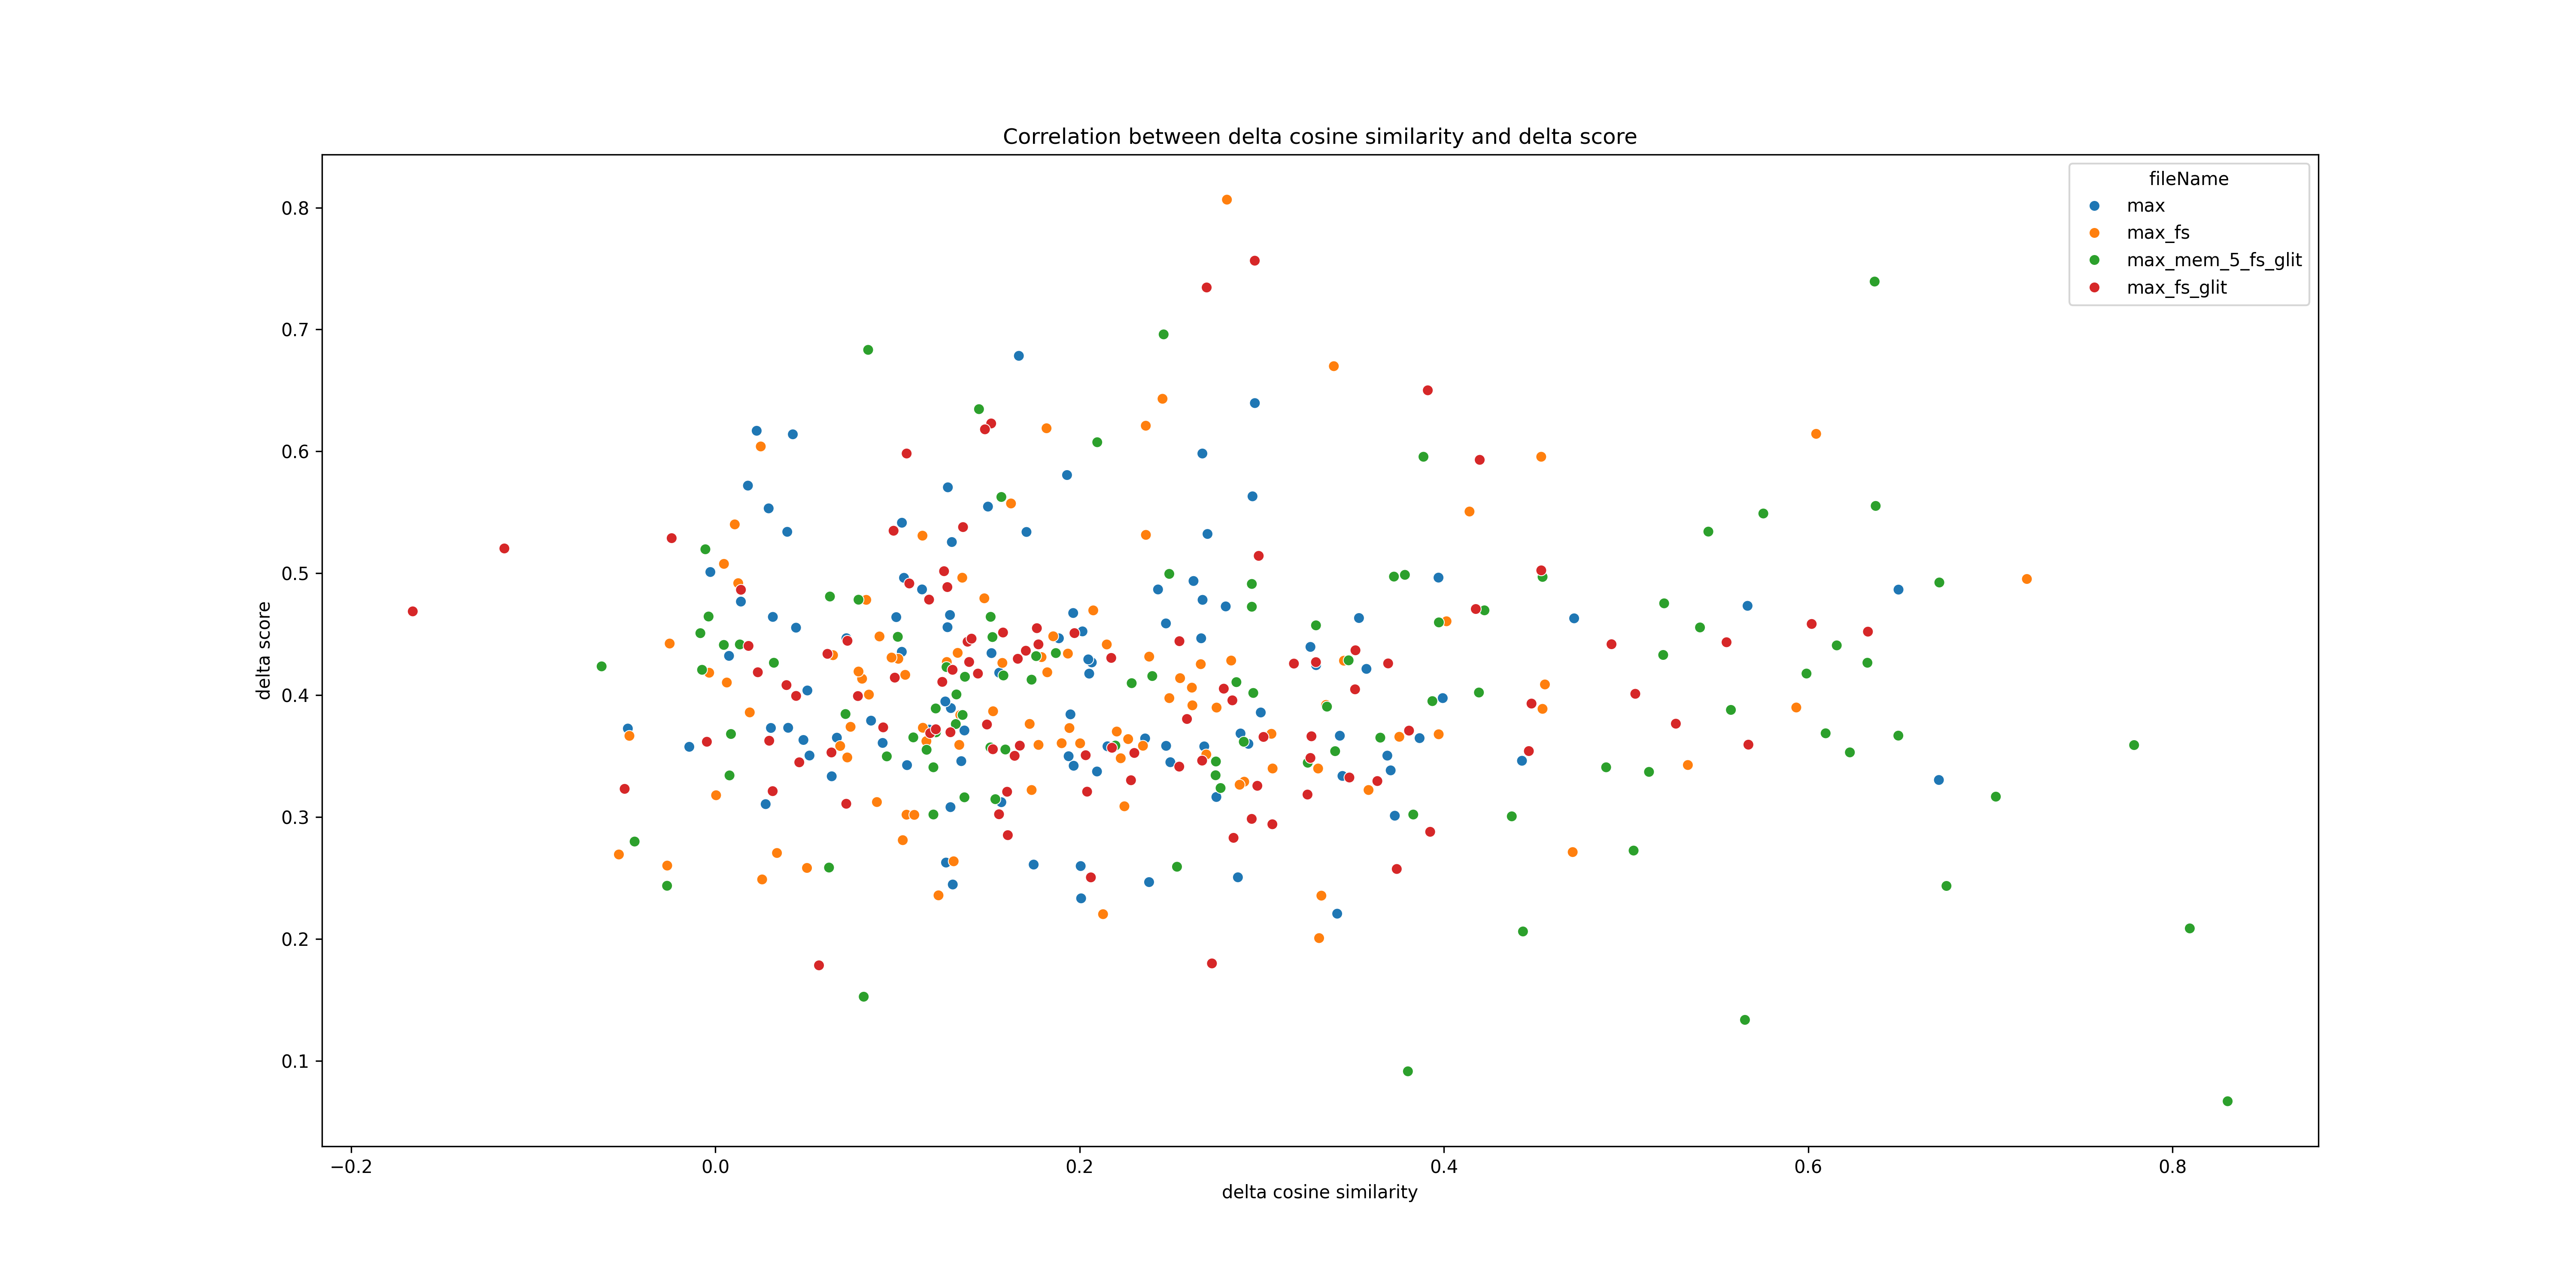 Correlation between delta cosine similarity and delta score
fileName
max
max_fs
max_mem_5_fs_glit
max_fs_glit
delta score
0.8
0.7
0.6
0.5
0.4
0.3
0.2
0.1
−0.2 0.0 0.2 0.4 0.6 0.8
delta cosine similarity